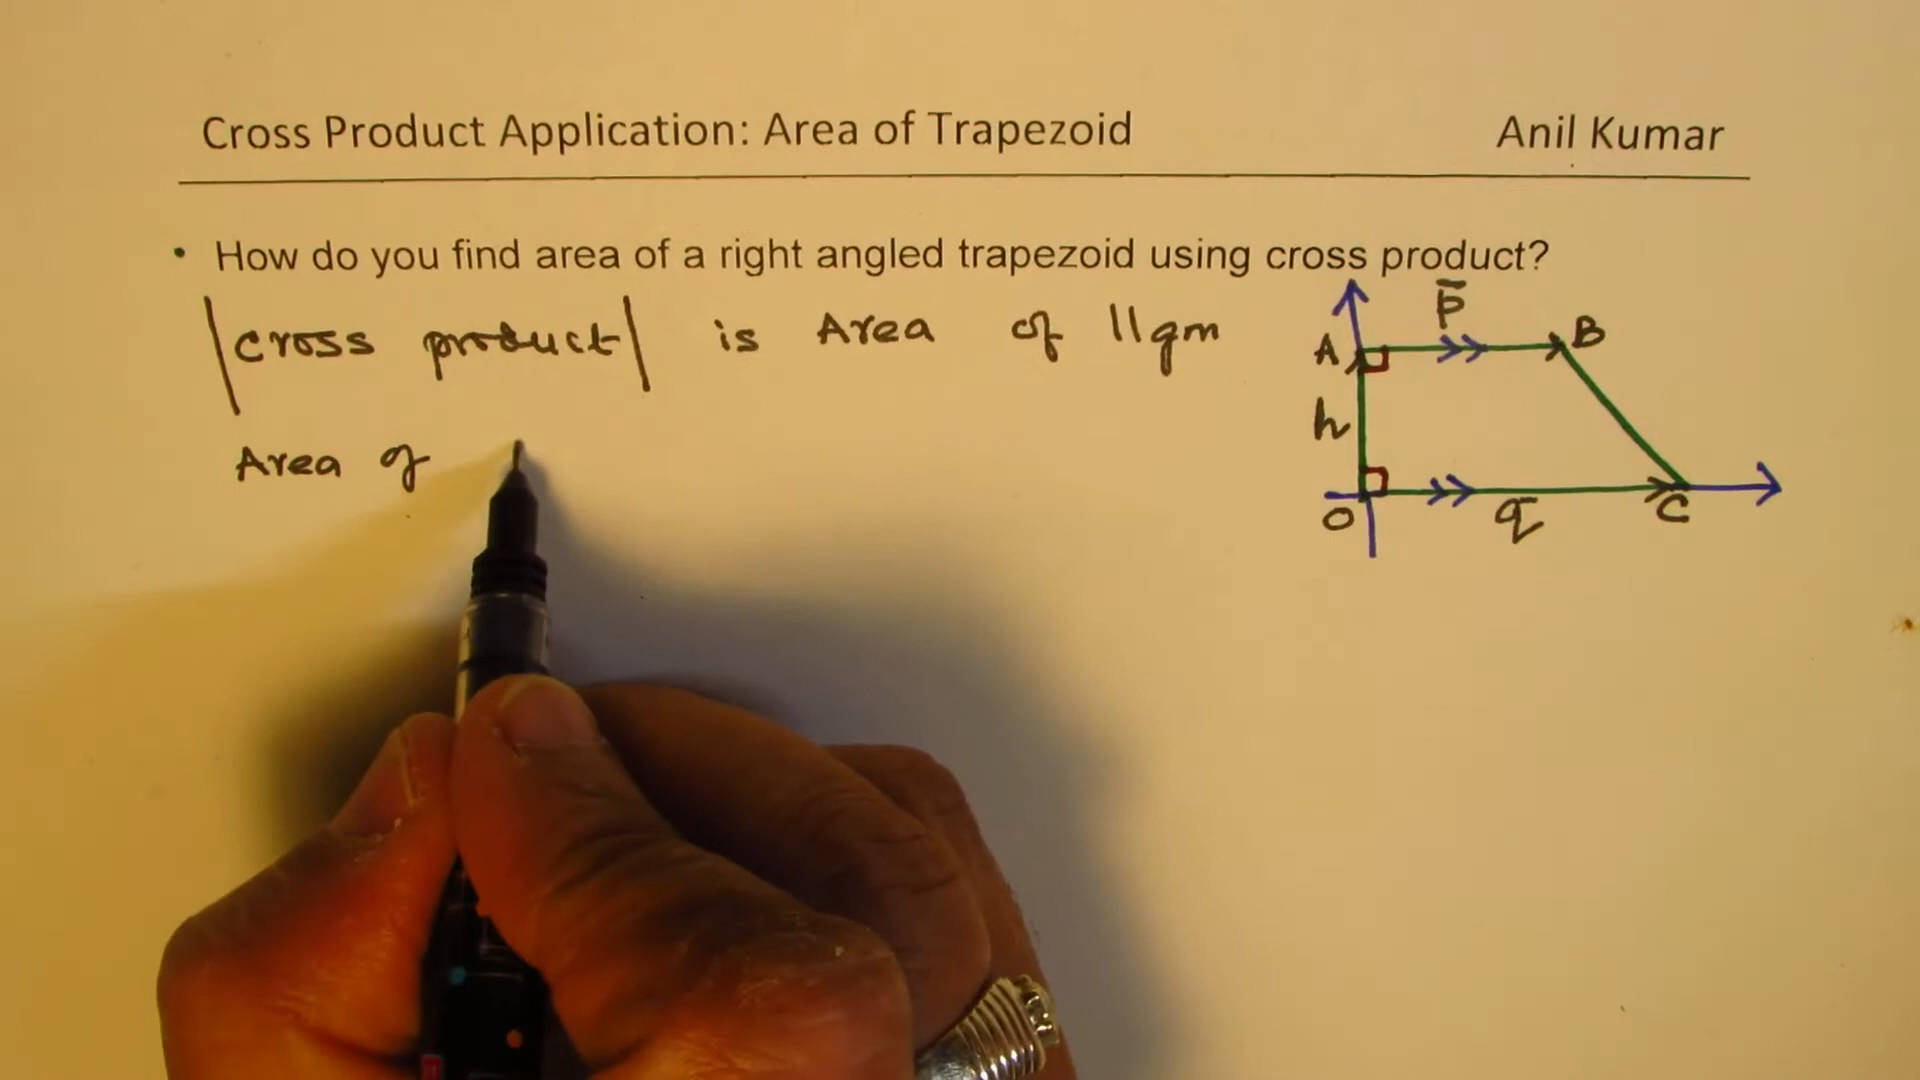 Cross Product Application: Area of Trapezoid Anil Kumar
• How do you find area of a right angled trapezoid using cross product?
|cross product| is Area of ||gm
Area of
p̄
A B
h
O q̄ C